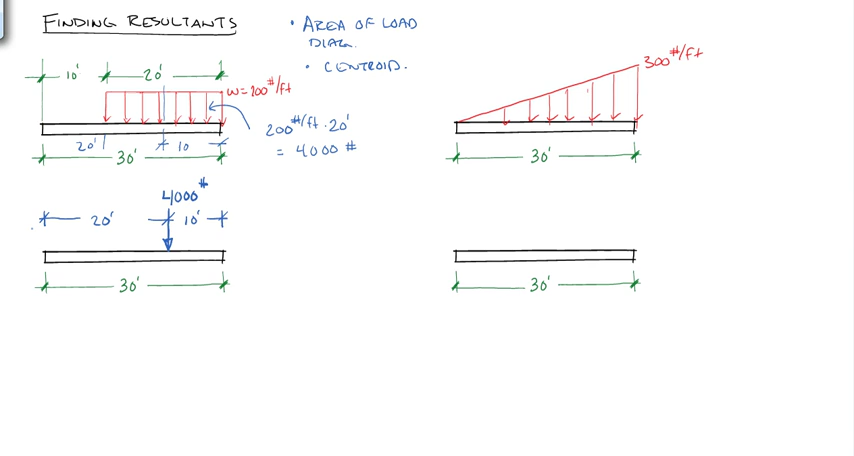 FINDING RESULTANTS
• AREA OF LOAD
DIAG.
• CENTROID.
10'
20'
W=200#/ft
200#/ft · 20'
= 4000 #
20'
10
30'
4000#
20'
10'
30'
300#/ft
30'
30'